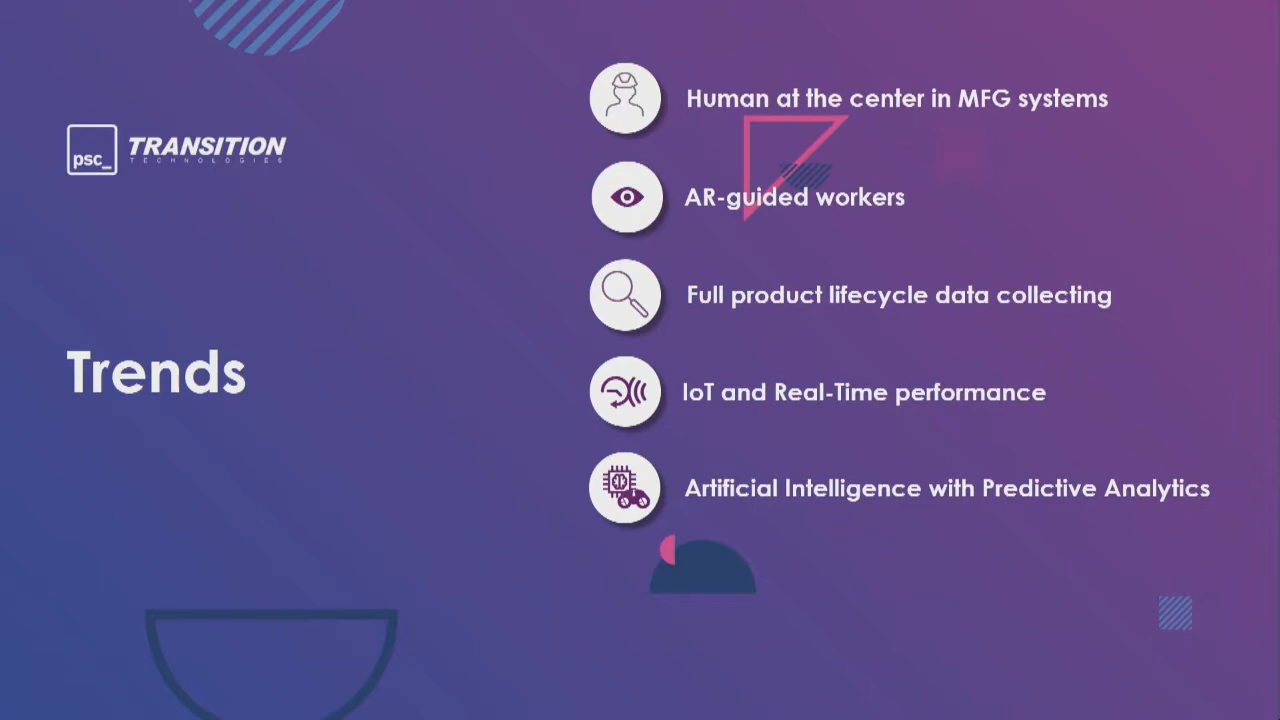 psc_ TRANSITION
TECHNOLOGIES
Trends
Human at the center in MFG systems
AR-guided workers
Full product lifecycle data collecting
IoT and Real-Time performance
Artificial Intelligence with Predictive Analytics